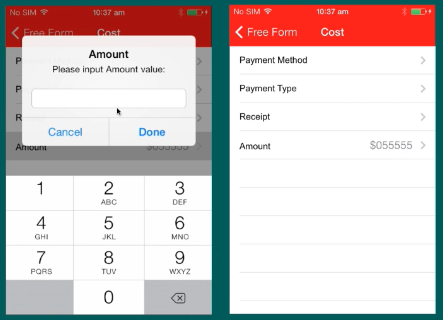 No SIM 10:37 am
Free Form Cost
Amount
Please input Amount value:
Cancel Done
P
P
R
Amount $055555
1 2 3
ABC DEF
4 5 6
GHI JKL MNO
7 8 9
PQRS TUV WXYZ
0
No SIM 10:37 am
Free Form Cost
Payment Method
Payment Type
Receipt
Amount $055555